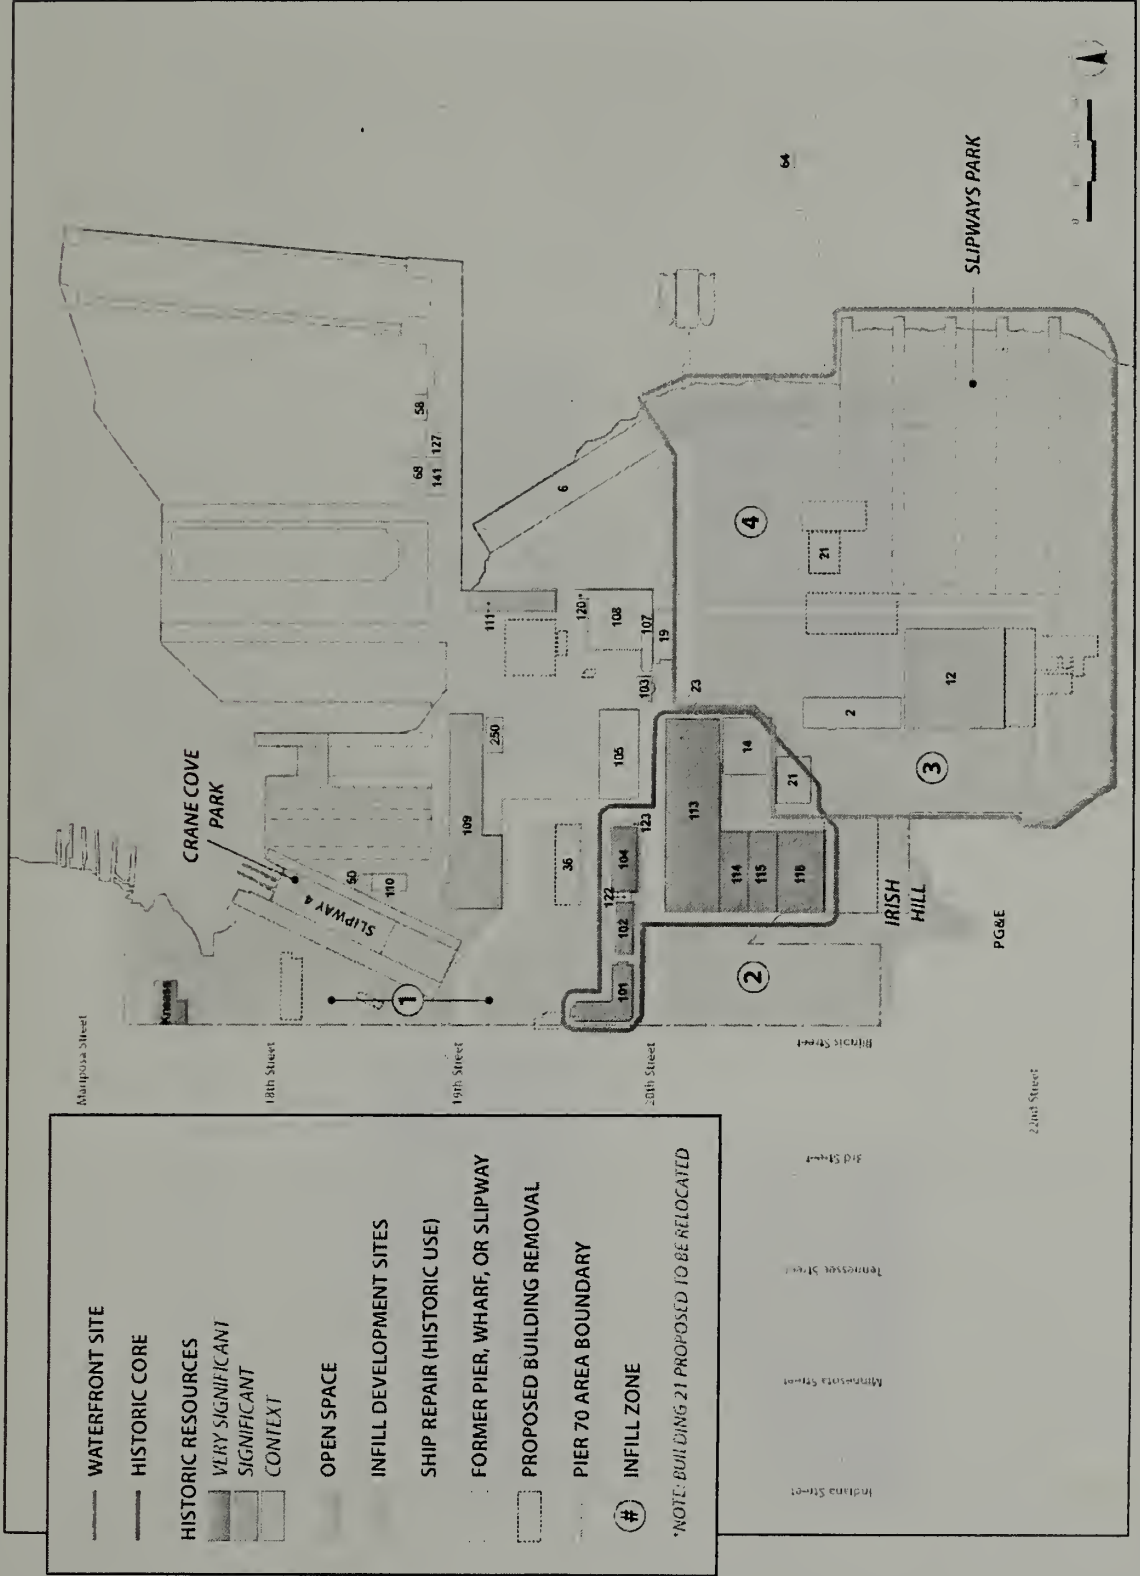 WATERFRONT SITE
HISTORIC CORE
HISTORIC RESOURCES
VERY SIGNIFICANT
SIGNIFICANT
CONTEXT
OPEN SPACE
INFILL DEVELOPMENT SITES
SHIP REPAIR (HISTORIC USE)
FORMER PIER, WHARF, OR SLIPWAY
PROPOSED BUILDING REMOVAL
PIER 70 AREA BOUNDARY
# INFILL ZONE
*NOTE: BUILDING 21 PROPOSED TO BE RELOCATED
Mariposa Street
18th Street
19th Street
20th Street
22nd Street
Illinois Street
3rd Street
Tennessee Street
Minnesota Street
Indiana Street
Kneass
CRANE COVE
PARK
SLIPWAY 4
50
110
109
250
1
36
105
101
102
122
104
123
113
114
115
116
14
21
23
2
IRISH
HILL
PG&E
3
2
12
21
4
103
107
19
108
120*
111**
6
68
141
127
58
64
SLIPWAYS PARK
0